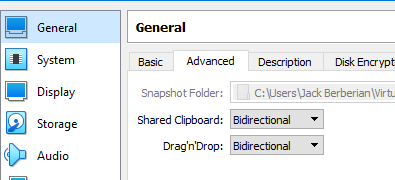 General
System
Display
Storage
Audio
General
Basic Advanced Description Disk Encrypt
Snapshot Folder: C:\Users\Jack Berberian\Virtu
Shared Clipboard: Bidirectional
Drag'n'Drop: Bidirectional